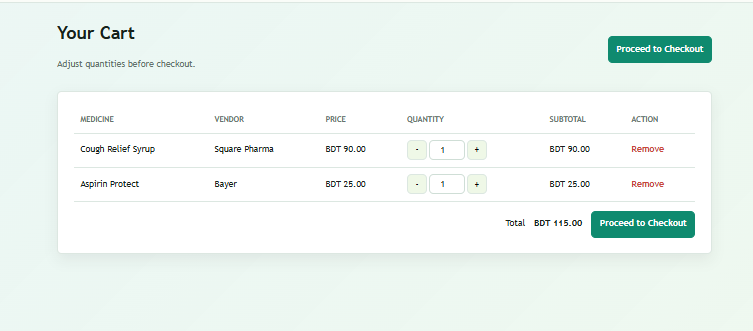 Your Cart
Proceed to Checkout
Adjust quantities before checkout.
MEDICINE VENDOR PRICE QUANTITY SUBTOTAL ACTION
Cough Relief Syrup Square Pharma BDT 90.00 - 1 + BDT 90.00 Remove
Aspirin Protect Bayer BDT 25.00 - 1 + BDT 25.00 Remove
Total BDT 115.00 Proceed to Checkout